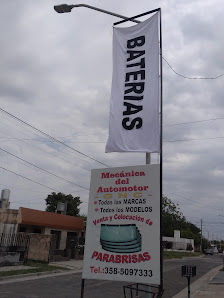 BATERIAS
Mecánica
del
Automotor
G N C
• Todas las MARCAS
• Todos los MODELOS
Venta y Colocación
de
PARABRISAS
Tel.:358-5097333